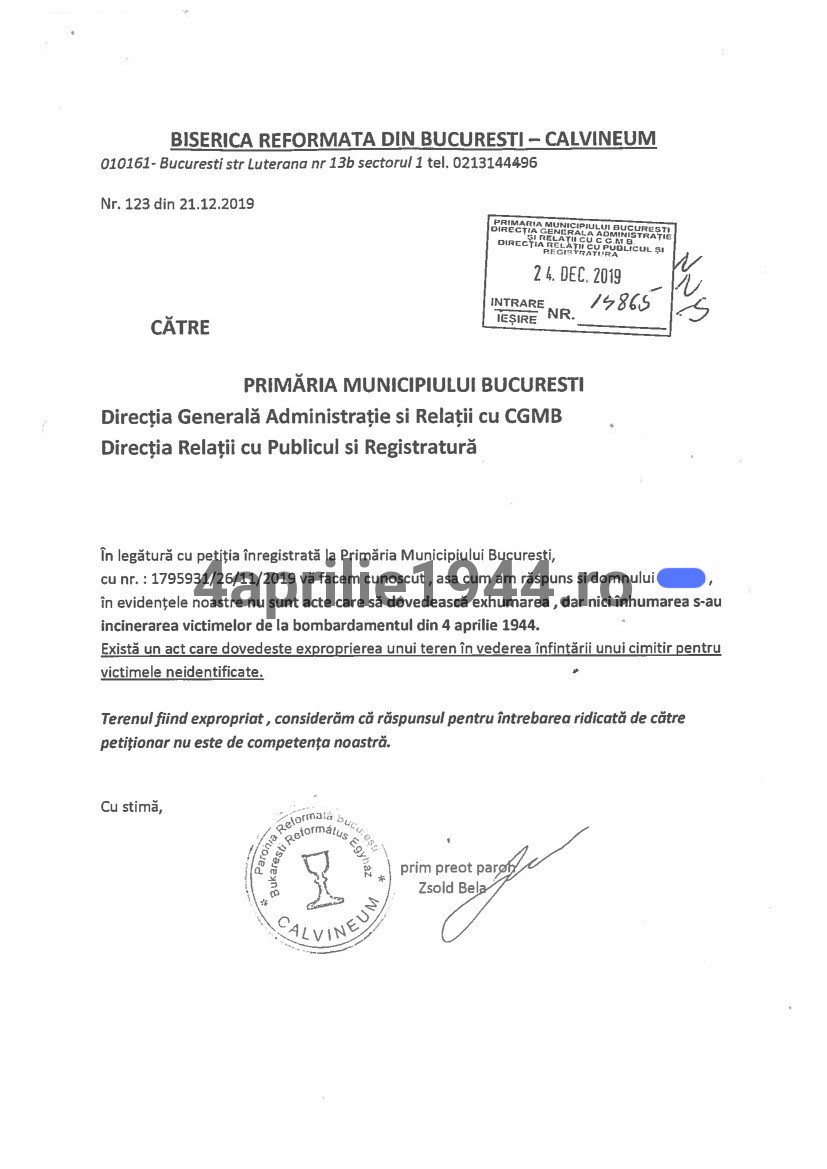 BISERICA REFORMATA DIN BUCURESTI – CALVINEUM
010161- Bucuresti str Luterana nr 13b sectorul 1 tel. 0213144496
Nr. 123 din 21.12.2019
PRIMARIA MUNICIPIULUI BUCUREȘTI
DIRECȚIA GENERALA ADMINISTRAȚIE
ȘI RELAȚII CU C G M B
DIRECȚIA RELAȚII CU PUBLICUL ȘI
REGISTRATURA
24. DEC. 2019
INTRARE
IEȘIRE NR.
CĂTRE
PRIMĂRIA MUNICIPIULUI BUCURESTI
Direcția Generală Administrație si Relații cu CGMB
Direcția Relații cu Publicul si Registratură
În legătură cu petiția înregistrată la Primăria Municipiului Bucuresti,
cu nr. : 1795931/26/11/2019 vă facem cunoscut , asa cum am răspuns si domnului ,
în evidențele noastre nu sunt acte care să dovedească exhumarea , dar nici înhumarea s-au
incinerarea victimelor de la bombardamentul din 4 aprilie 1944.
4aprilie1944.ro
Există un act care dovedeste exproprierea unui teren în vederea înfintării unui cimitir pentru
victimele neidentificate.
Terenul fiind expropriat , considerăm că răspunsul pentru întrebarea ridicată de către
petiționar nu este de competența noastră.
Cu stimă,
Parohia Reformată București
Bukaresti Református Egyház
CALVINEUM
prim preot paroh
Zsold Bela